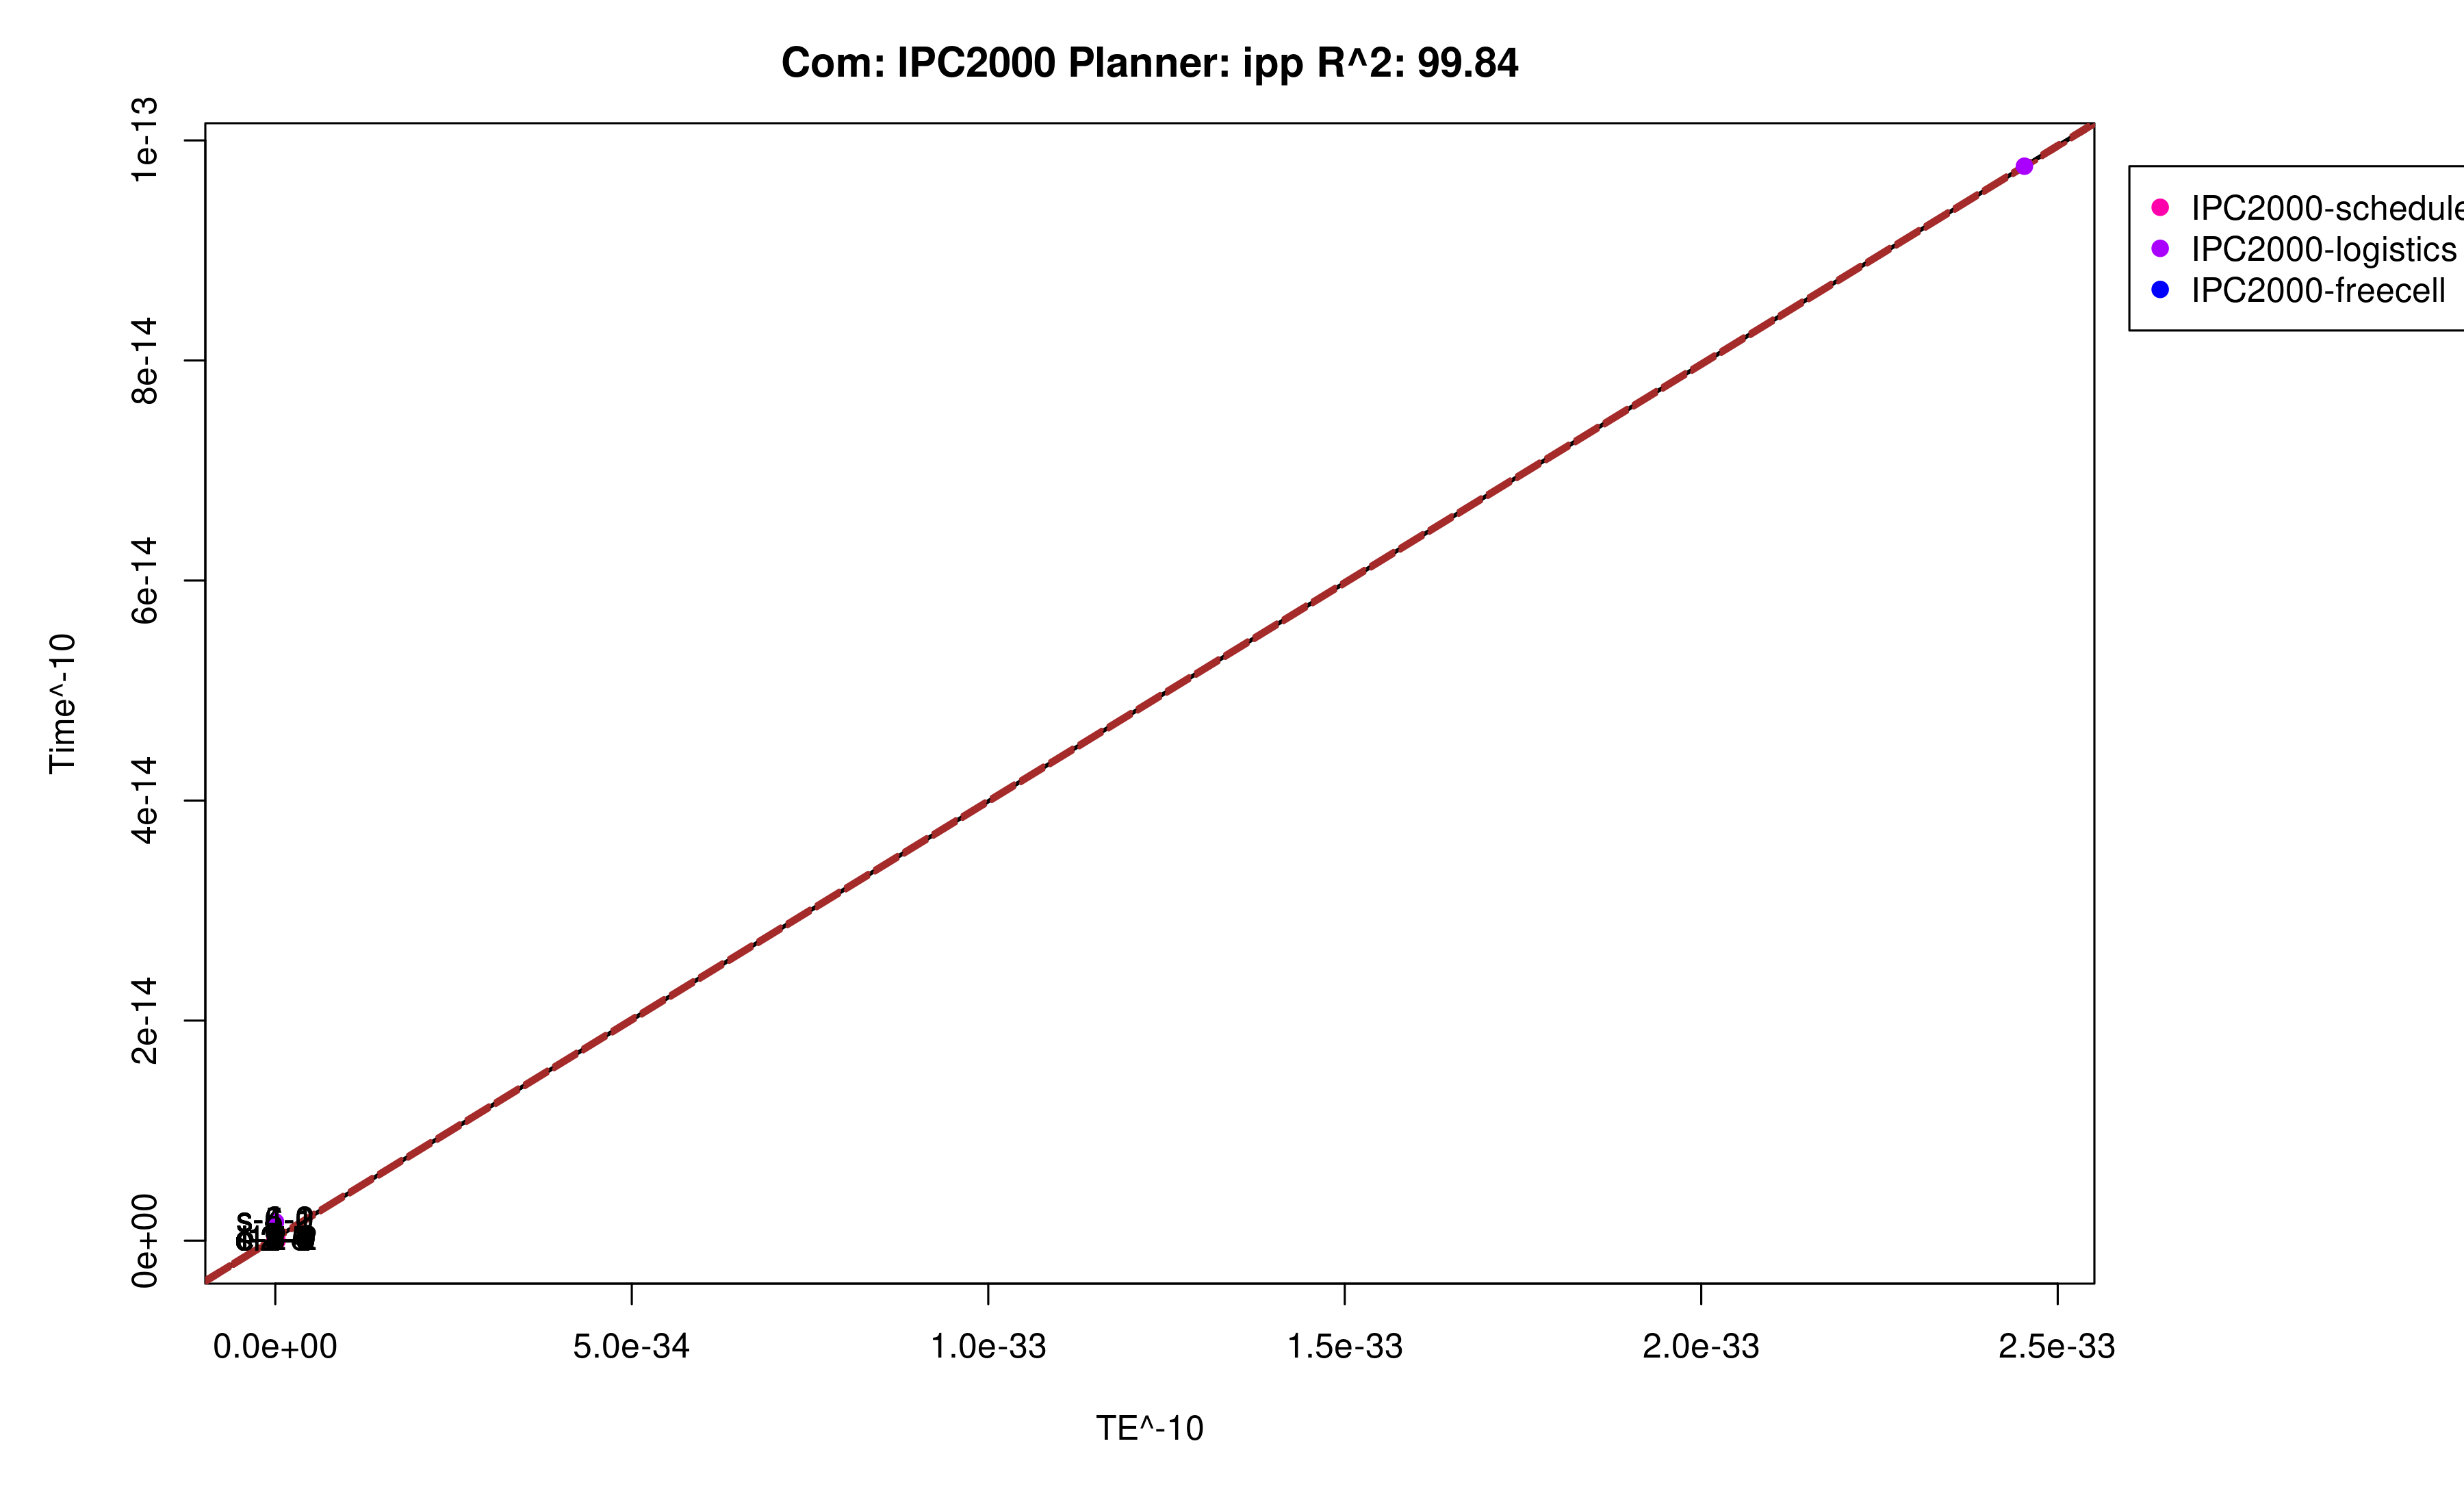 Com: IPC2000 Planner: ipp R^2: 99.84
1e-13
8e-14
6e-14
4e-14
2e-14
0e+00
Time^-10
IPC2000-schedule
IPC2000-logistics
IPC2000-freecell
0.0e+00
5.0e-34
1.0e-33
1.5e-33
2.0e-33
2.5e-33
TE^-10